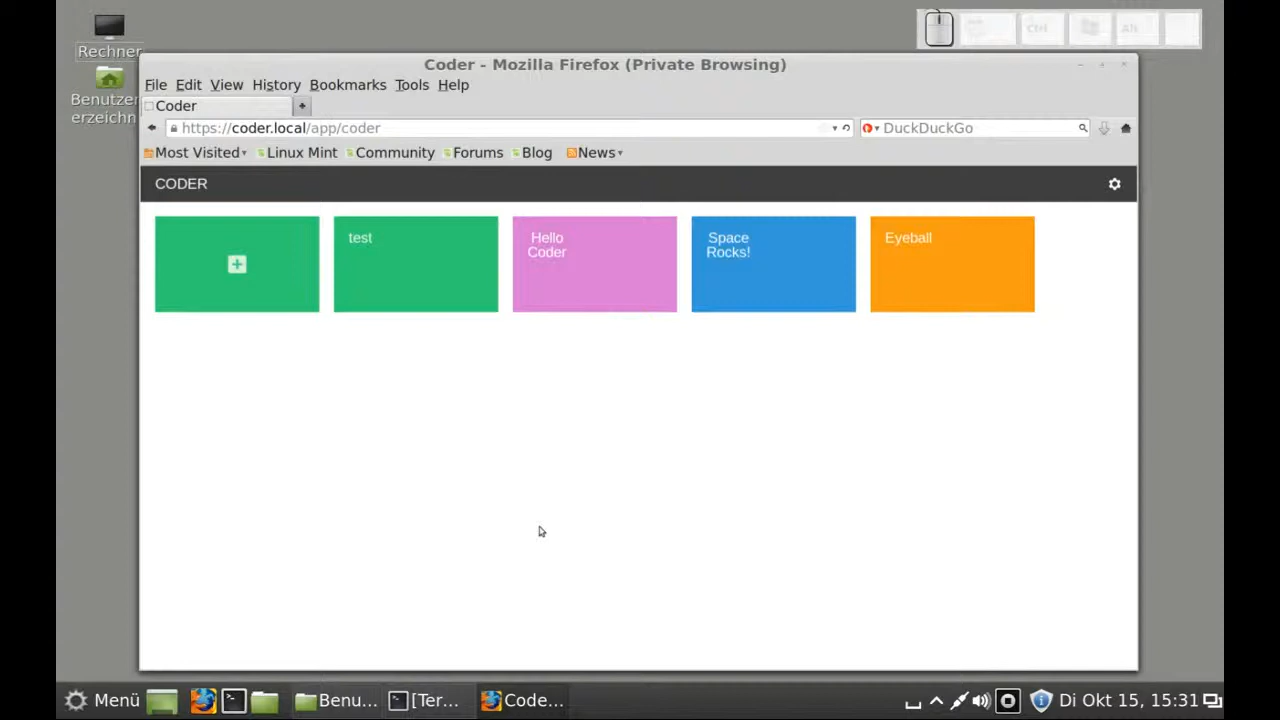 Rechner
Benutzer
erzeichn
Ctrl
Alt
Coder - Mozilla Firefox (Private Browsing)
File Edit View History Bookmarks Tools Help
Coder
https://coder.local/app/coder
DuckDuckGo
Most Visited Linux Mint Community Forums Blog News
CODER
test
Hello
Coder
Space
Rocks!
Eyeball
Menü
Benu...
[Ter...
Code...
Di Okt 15, 15:31